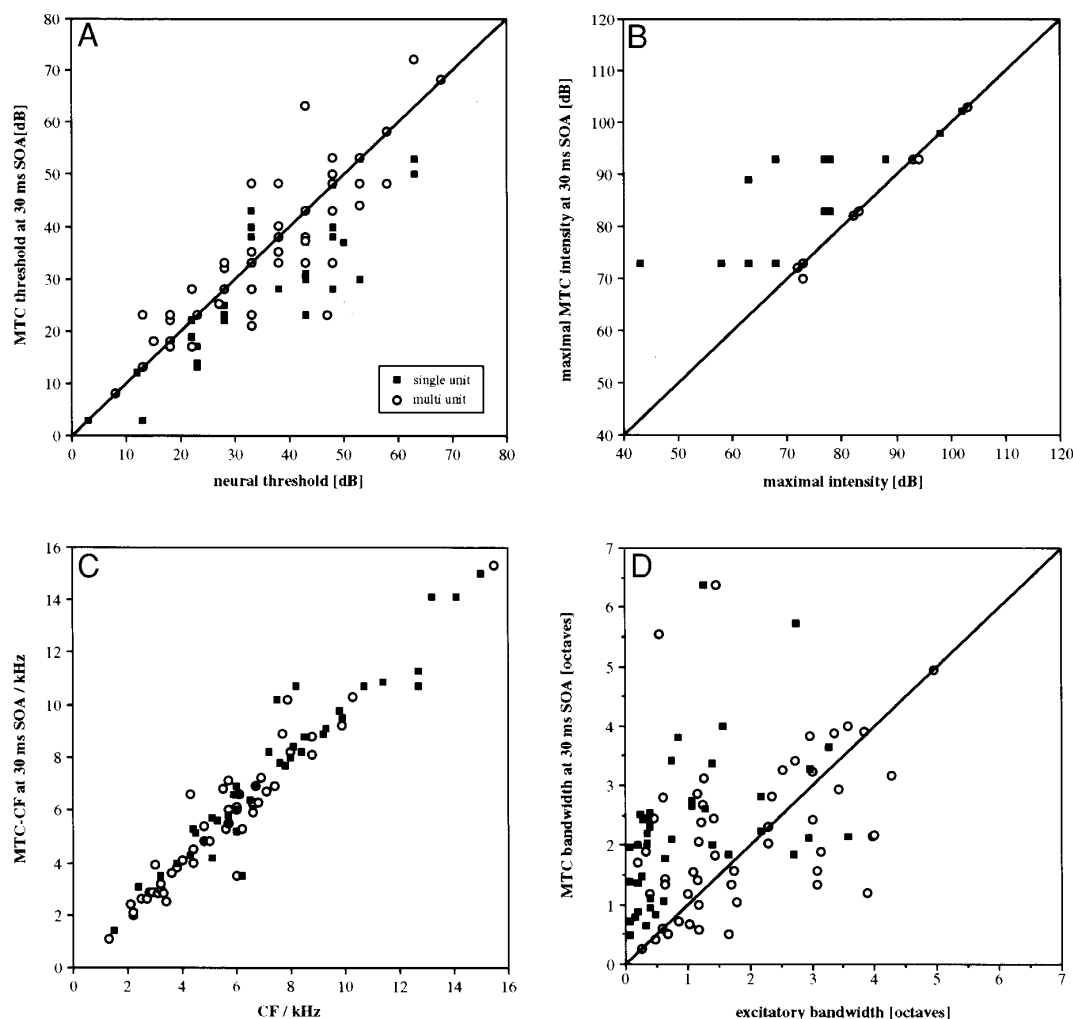 A
80
70
60
50
40
30
20
10
0
0 10 20 30 40 50 60 70 80
MTC threshold at 30 ms SOA[dB]
neural threshold [dB]
single unit
multi unit
B
120
110
100
90
80
70
60
50
40
40 50 60 70 80 90 100 110 120
maximal MTC intensity at 30 ms SOA [dB]
maximal intensity [dB]
C
16
14
12
10
8
6
4
2
0
0 2 4 6 8 10 12 14 16
MTC-CF at 30 ms SOA / kHz
CF / kHz
D
7
6
5
4
3
2
1
0
0 1 2 3 4 5 6 7
MTC bandwidth at 30 ms SOA [octaves]
excitatory bandwidth [octaves]